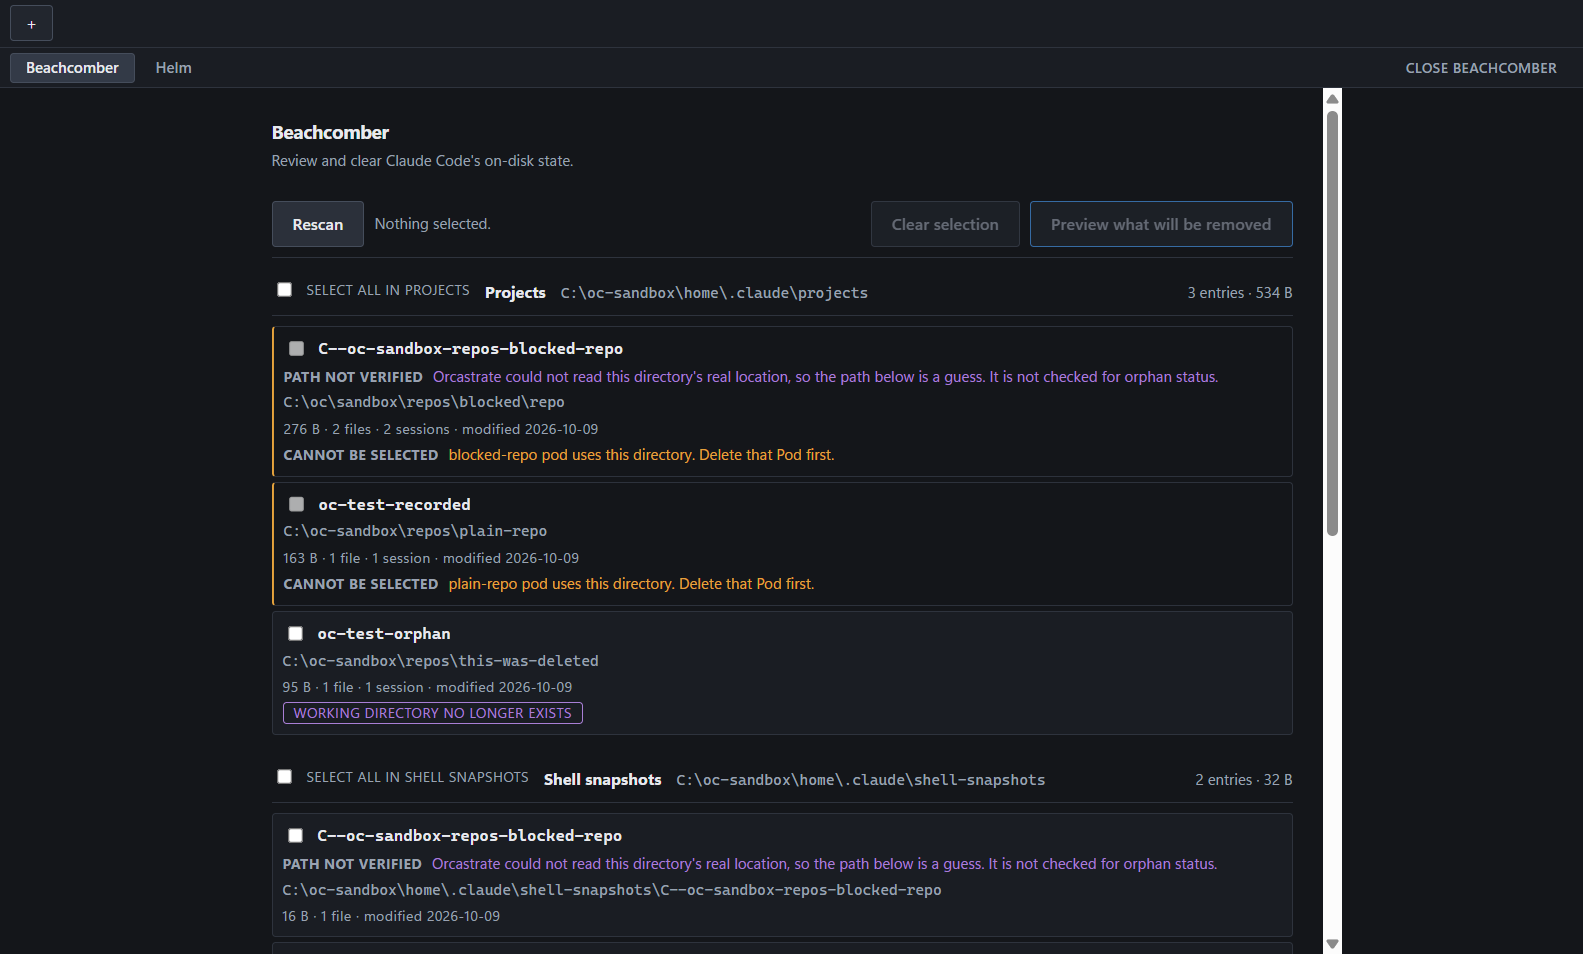 +
Beachcomber Helm CLOSE BEACHCOMBER
Beachcomber
Review and clear Claude Code's on-disk state.
Rescan Nothing selected. Clear selection Preview what will be removed
SELECT ALL IN PROJECTS Projects C:\oc-sandbox\home\.claude\projects 3 entries · 534 B
C--oc-sandbox-repos-blocked-repo
PATH NOT VERIFIED Orcastrate could not read this directory's real location, so the path below is a guess. It is not checked for orphan status.
C:\oc\sandbox\repos\blocked\repo
276 B · 2 files · 2 sessions · modified 2026-10-09
CANNOT BE SELECTED blocked-repo pod uses this directory. Delete that Pod first.
oc-test-recorded
C:\oc-sandbox\repos\plain-repo
163 B · 1 file · 1 session · modified 2026-10-09
CANNOT BE SELECTED plain-repo pod uses this directory. Delete that Pod first.
oc-test-orphan
C:\oc-sandbox\repos\this-was-deleted
95 B · 1 file · 1 session · modified 2026-10-09
WORKING DIRECTORY NO LONGER EXISTS
SELECT ALL IN SHELL SNAPSHOTS Shell snapshots C:\oc-sandbox\home\.claude\shell-snapshots 2 entries · 32 B
C--oc-sandbox-repos-blocked-repo
PATH NOT VERIFIED Orcastrate could not read this directory's real location, so the path below is a guess. It is not checked for orphan status.
C:\oc-sandbox\home\.claude\shell-snapshots\C--oc-sandbox-repos-blocked-repo
16 B · 1 file · modified 2026-10-09